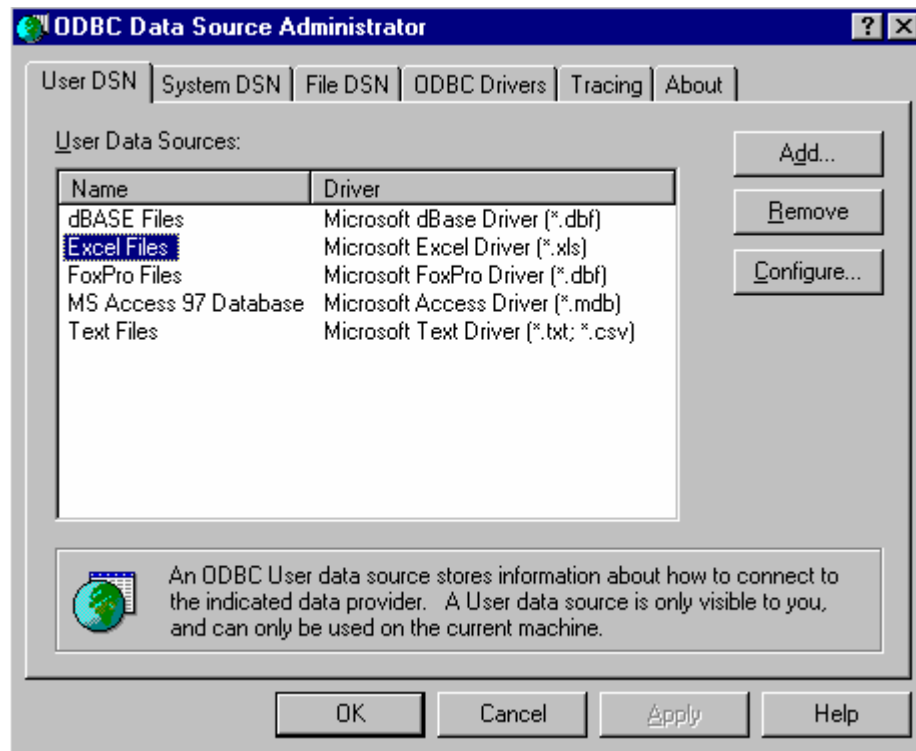 ODBC Data Source Administrator
User DSN System DSN File DSN ODBC Drivers Tracing About
User Data Sources:
Add...
Name Driver
dBASE Files Microsoft dBase Driver (*.dbf)
Remove
Excel Files Microsoft Excel Driver (*.xls)
FoxPro Files Microsoft FoxPro Driver (*.dbf)
Configure...
MS Access 97 Database Microsoft Access Driver (*.mdb)
Text Files Microsoft Text Driver (*.txt; *.csv)
An ODBC User data source stores information about how to connect to
the indicated data provider. A User data source is only visible to you,
and can only be used on the current machine.
OK Cancel Apply Help